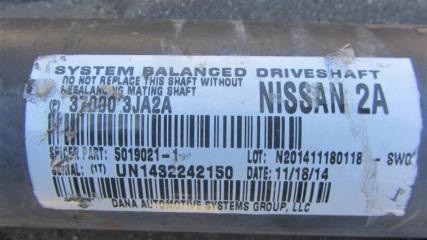 SYSTEM BALANCED DRIVESHAFT
DO NOT REPLACE THIS SHAFT WITHOUT
REBALANCING MATING SHAFT
NISSAN 2A
(P) 37000 3JA2A
SPICER PART: 5019021-1 LOT: N201411180118 -SWC
SERIAL: (1T) UN1432242150 DATE: 11/18/14
DANA AUTOMOTIVE SYSTEMS GROUP, LLC